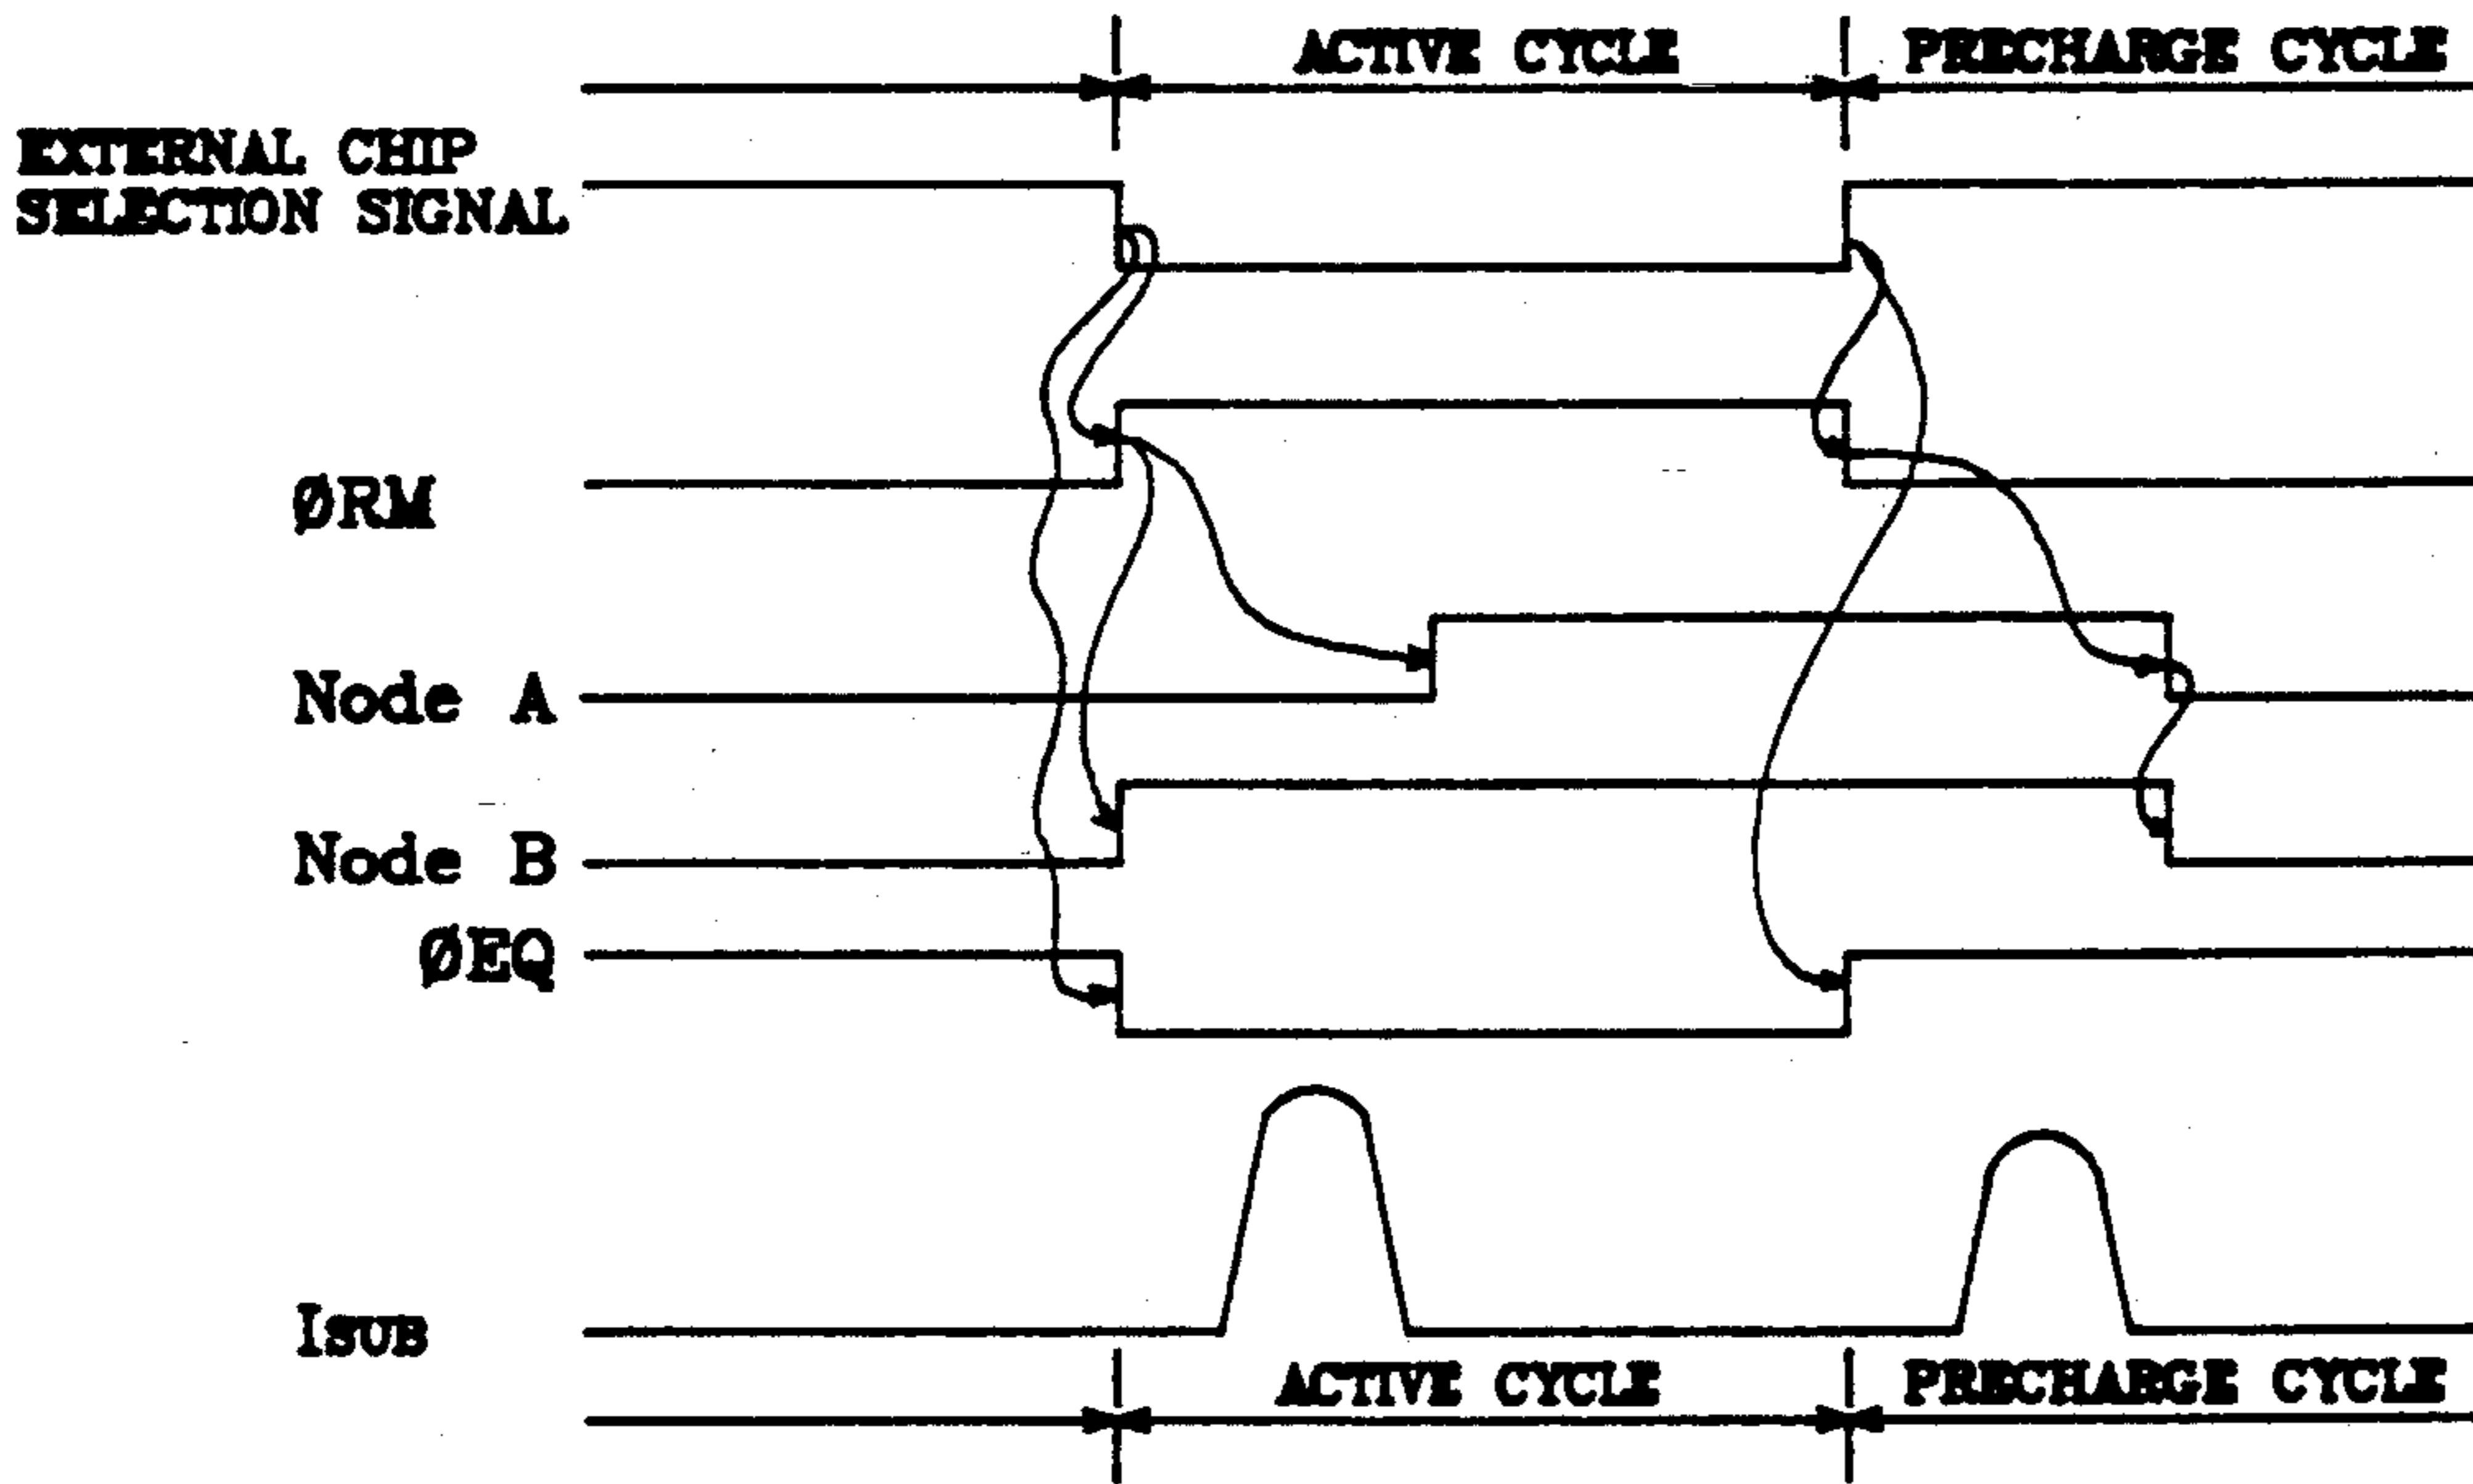 ACTIVE CYCLE PRECHARGE CYCLE
EXTERNAL CHIP
SELECTION SIGNAL
ØRM
Node A
Node B
ØEQ
ISUB
ACTIVE CYCLE PRECHARGE CYCLE